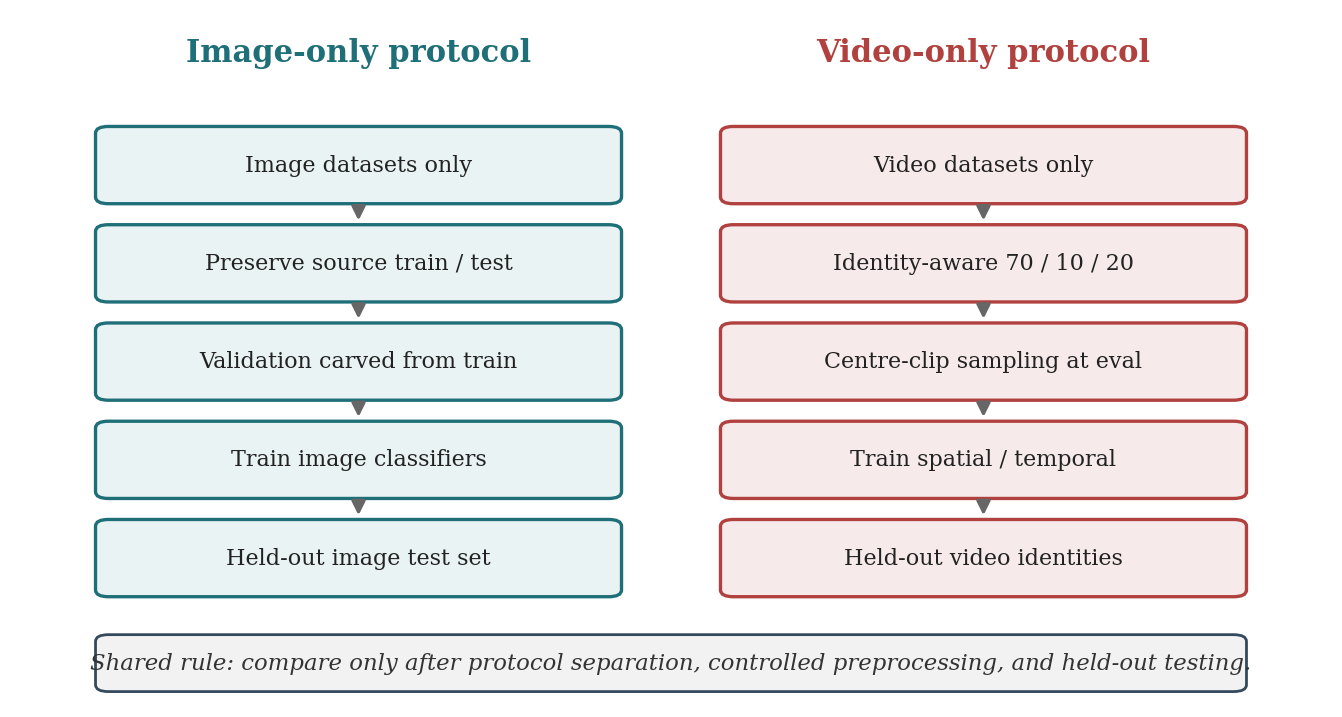 Image-only protocol
Image datasets only
Preserve source train / test
Validation carved from train
Train image classifiers
Held-out image test set
Video-only protocol
Video datasets only
Identity-aware 70 / 10 / 20
Centre-clip sampling at eval
Train spatial / temporal
Held-out video identities
Shared rule: compare only after protocol separation, controlled preprocessing, and held-out testing.